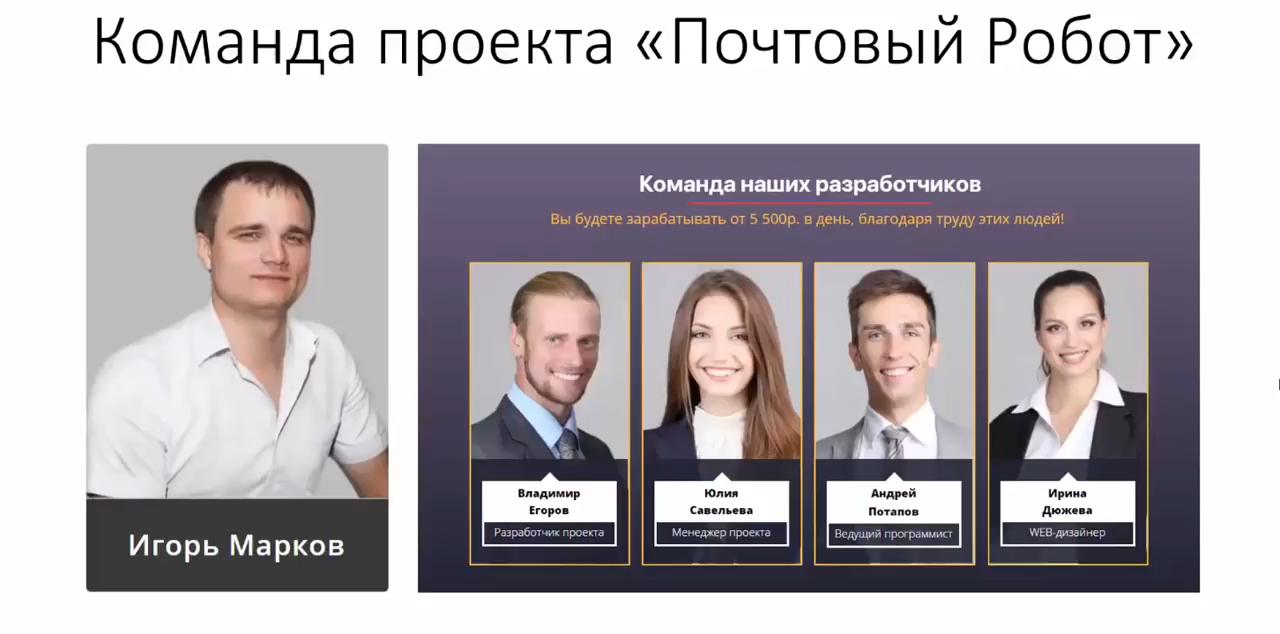 Команда проекта «Почтовый Робот»
Игорь Марков
Команда наших разработчиков
Вы будете зарабатывать от 5 500р. в день, благодаря труду этих людей!
Владимир
Егоров
Разработчик проекта
Юлия
Савельева
Менеджер проекта
Андрей
Потапов
Ведущий программист
Ирина
Дюжева
WEB-дизайнер